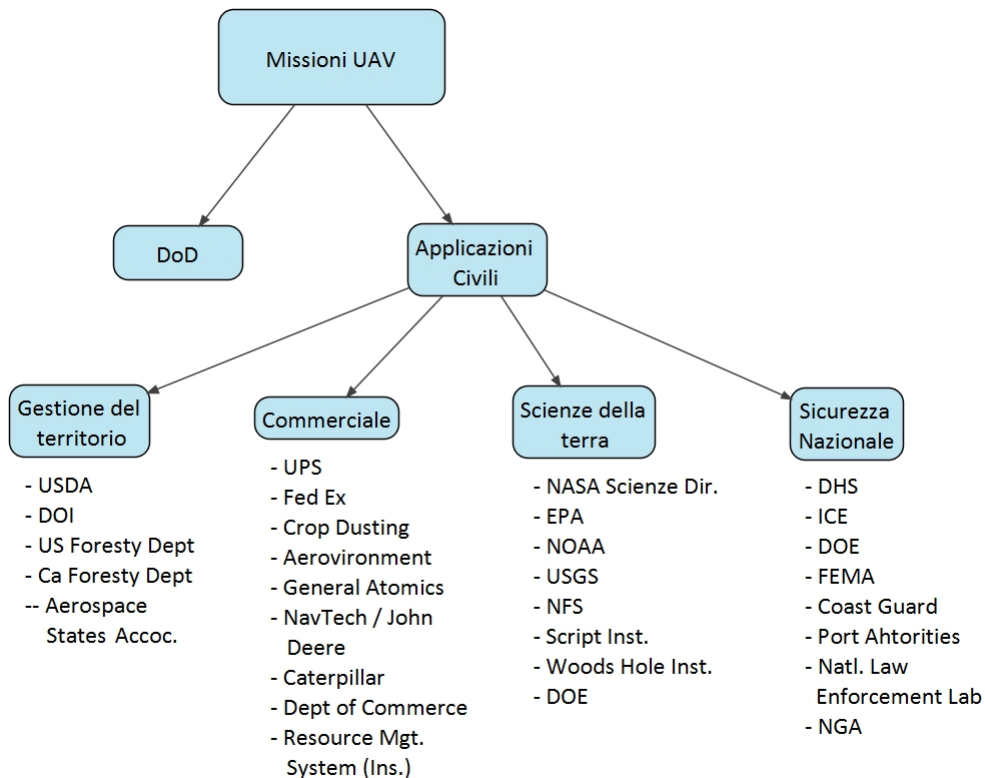 Missioni UAV
DoD
Applicazioni
Civili
Gestione del
territorio
- USDA
- DOI
- US Foresty Dept
- Ca Foresty Dept
-- Aerospace
States Accoc.
Commerciale
- UPS
- Fed Ex
- Crop Dusting
- Aerovironment
- General Atomics
- NavTech / John
Deere
- Caterpillar
- Dept of Commerce
- Resource Mgt.
System (Ins.)
Scienze della
terra
- NASA Scienze Dir.
- EPA
- NOAA
- USGS
- NFS
- Script Inst.
- Woods Hole Inst.
- DOE
Sicurezza
Nazionale
- DHS
- ICE
- DOE
- FEMA
- Coast Guard
- Port Ahtorities
- Natl. Law
Enforcement Lab
- NGA